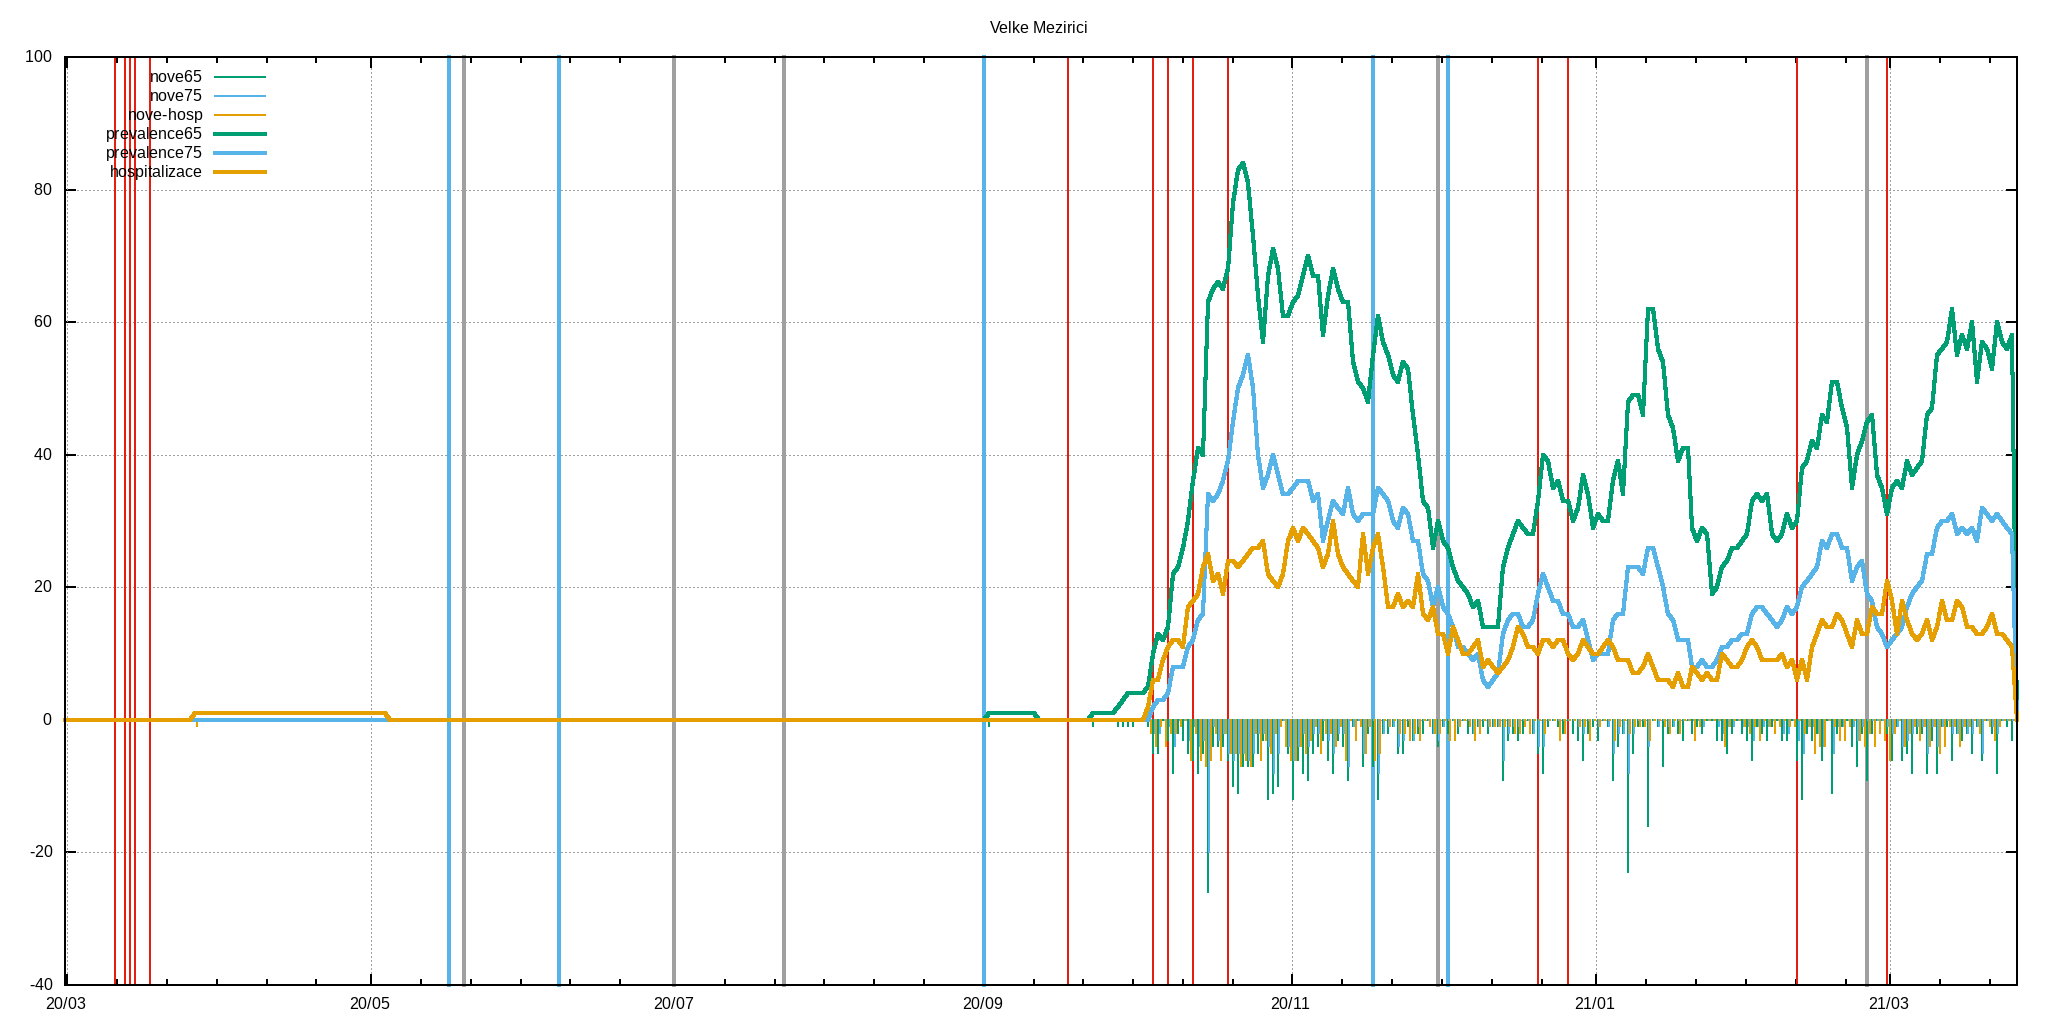 Velke Mezirici
100
nove65
nove75
nove-hosp
prevalence65
prevalence75
hospitalizace
80
60
40
20
0
-20
-40
20/03 20/05 20/07 20/09 20/11 21/01 21/03